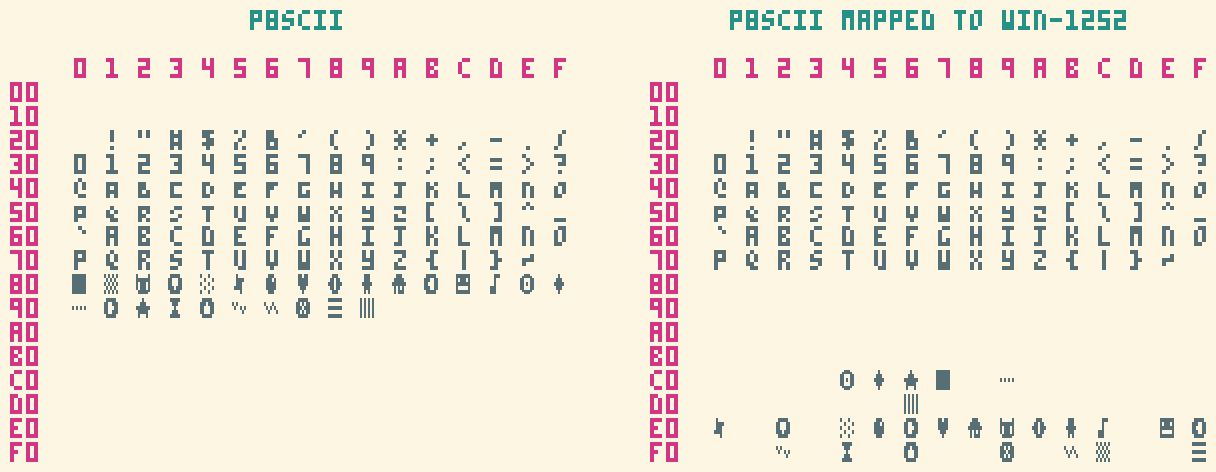 P8SCII
0 1 2 3 4 5 6 7 8 9 A B C D E F
00
10
20 ! " # $ % & ' ( ) * + , - . /
30 0 1 2 3 4 5 6 7 8 9 : ; < = > ?
40 @ A B C D E F G H I J K L M N O
50 P Q R S T U V W X Y Z [ \ ] ^ _
60 ` A B C D E F G H I J K L M N O
70 P Q R S T U V W X Y Z { | } ~
80
90
A0
B0
C0
D0
E0
F0
P8SCII MAPPED TO WIN-1252
0 1 2 3 4 5 6 7 8 9 A B C D E F
00
10
20 ! " # $ % & ' ( ) * + , - . /
30 0 1 2 3 4 5 6 7 8 9 : ; < = > ?
40 @ A B C D E F G H I J K L M N O
50 P Q R S T U V W X Y Z [ \ ] ^ _
60 ` A B C D E F G H I J K L M N O
70 P Q R S T U V W X Y Z { | } ~
80
90
A0
B0
C0
D0
E0
F0